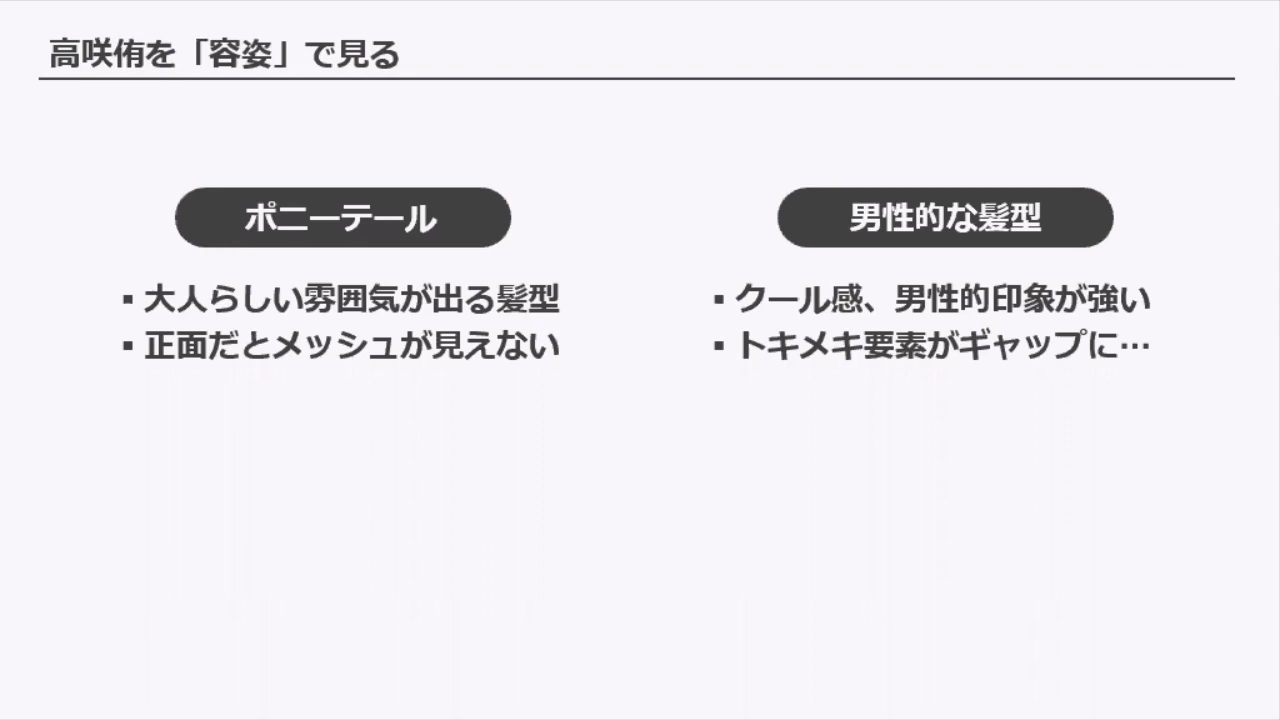 高咲侑を「容姿」で見る
ポニーテール
▪ 大人らしい雰囲気が出る髪型
▪ 正面だとメッシュが見えない
男性的な髪型
▪ クール感、男性的印象が強い
▪ トキメキ要素がギャップに…